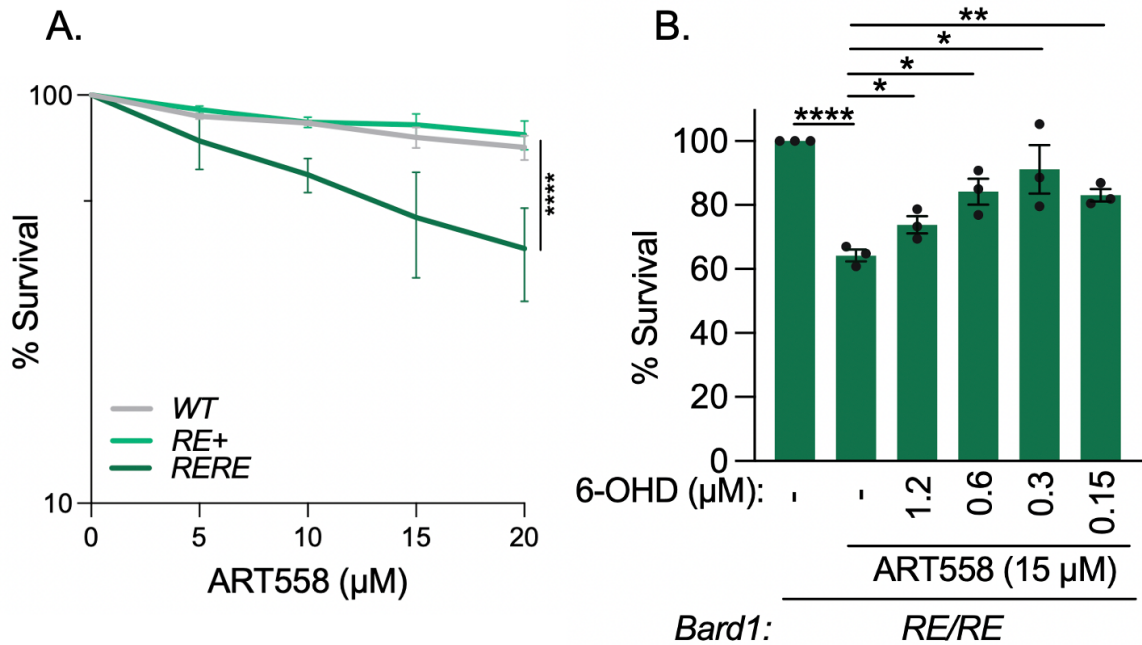 A.
100
10
% Survival
****
WT
RE+
RERE
0 5 10 15 20
ART558 (µM)
B.
**
*
*
*
****
100
80
60
40
20
0
% Survival
6-OHD (µM): - - 1.2 0.6 0.3 0.15
ART558 (15 µM)
Bard1: RE/RE